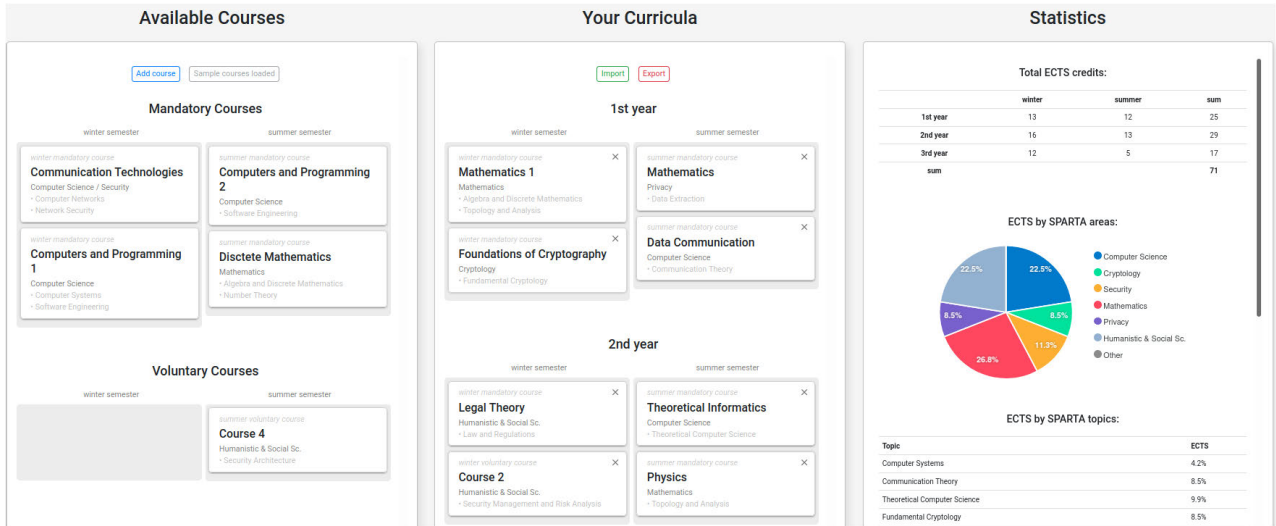 Available Courses
Add course
Sample courses loaded
Mandatory Courses
winter semester
summer semester
winter mandatory course
Communication Technologies
Computer Science / Security
• Computer Networks
• Network Security
winter mandatory course
Computers and Programming
1
Computer Science
• Computer Systems
• Software Engineering
summer mandatory course
Computers and Programming
2
Computer Science
• Software Engineering
summer mandatory course
Disctete Mathematics
Mathematics
• Algebra and Discrete Mathematics
• Number Theory
Voluntary Courses
winter semester
summer semester
summer voluntary course
Course 4
Humanistic & Social Sc.
• Security Architecture
Your Curricula
Import
Export
1st year
winter semester
summer semester
winter mandatory course
Mathematics 1
Mathematics
• Algebra and Discrete Mathematics
• Topology and Analysis
winter mandatory course
Foundations of Cryptography
Cryptology
• Fundamental Cryptology
summer mandatory course
Mathematics
Privacy
• Data Extraction
summer mandatory course
Data Communication
Computer Science
• Communication Theory
2nd year
winter semester
summer semester
winter mandatory course
Legal Theory
Humanistic & Social Sc.
• Law and Regulations
winter voluntary course
Course 2
Humanistic & Social Sc.
• Security Management and Risk Analysis
summer mandatory course
Theoretical Informatics
Computer Science
• Theoretical Computer Science
summer mandatory course
Physics
Mathematics
• Topology and Analysis
Statistics
Total ECTS credits:
winter summer sum
1st year 13 12 25
2nd year 16 13 29
3rd year 12 5 17
sum 71
ECTS by SPARTA areas:
22.5%
22.5%
8.5%
8.5%
11.3%
26.8%
Computer Science
Cryptology
Security
Mathematics
Privacy
Humanistic & Social Sc.
Other
ECTS by SPARTA topics:
Topic ECTS
Computer Systems 4.2%
Communication Theory 8.5%
Theoretical Computer Science 9.9%
Fundamental Cryptology 8.5%